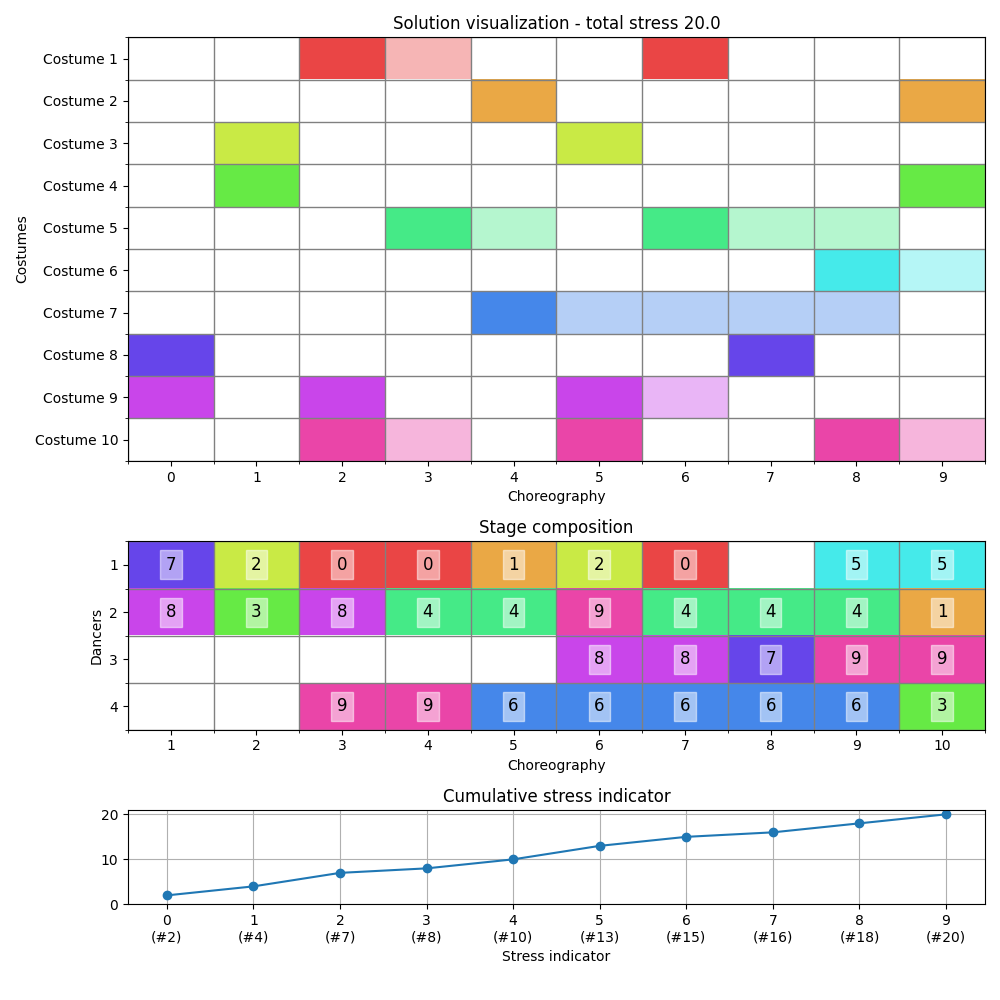 Solution visualization - total stress 20.0
Costumes
Costume 1
Costume 2
Costume 3
Costume 4
Costume 5
Costume 6
Costume 7
Costume 8
Costume 9
Costume 10
0 1 2 3 4 5 6 7 8 9
Choreography
Stage composition
Dancers
1 7 2 0 0 1 2 0 5 5
2 8 3 8 4 4 9 4 4 4 1
3 8 8 7 9 9
4 9 9 6 6 6 6 6 3
1 2 3 4 5 6 7 8 9 10
Choreography
Cumulative stress indicator
20
10
0
0 1 2 3 4 5 6 7 8 9
(#2) (#4) (#7) (#8) (#10) (#13) (#15) (#16) (#18) (#20)
Stress indicator